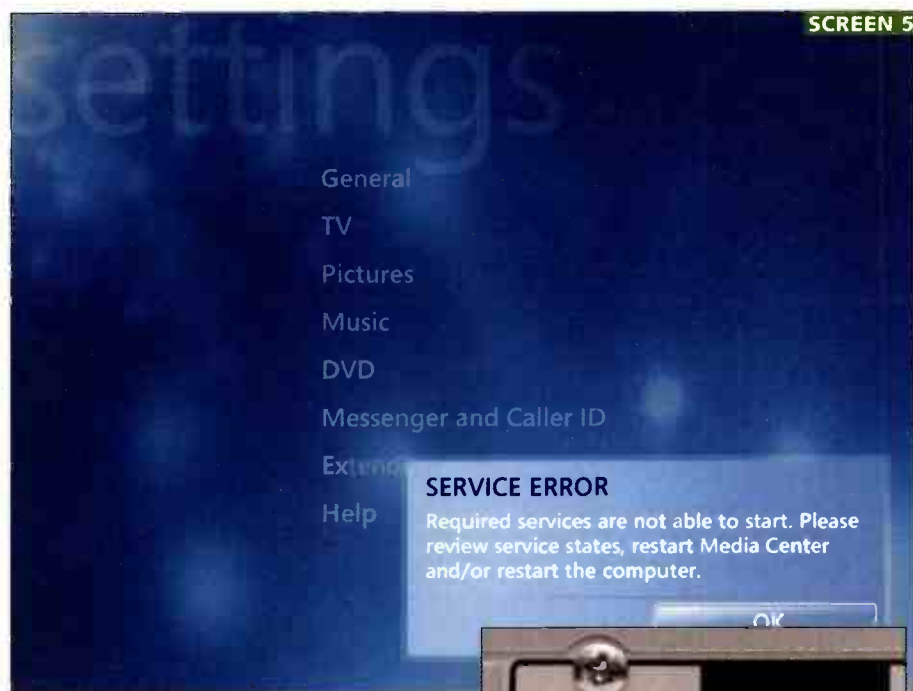 SCREEN 5
settings
General
TV
Pictures
Music
DVD
Messenger and Caller ID
Help
SERVICE ERROR
Required services are not able to start. Please
review service states, restart Media Center
and/or restart the computer.
OK